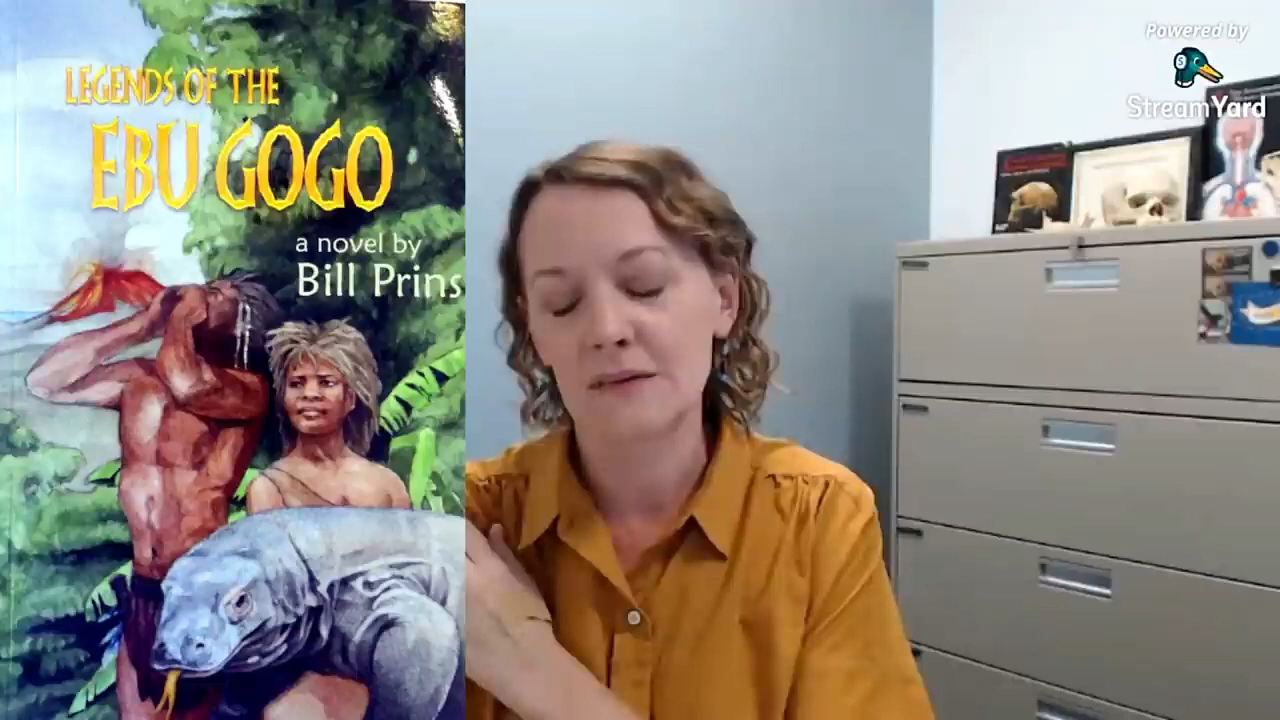 LEGENDS OF THE
EBU GOGO
a novel by
Bill Prins
Powered by
StreamYard